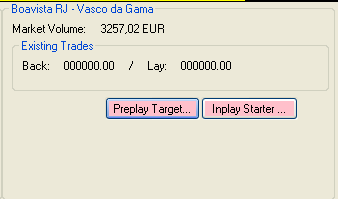 Boavista RJ - Vasco da Gama
Market Volume: 3257,02 EUR
Existing Trades
Back: 000000.00 / Lay: 000000.00
Preplay Target... Inplay Starter ...